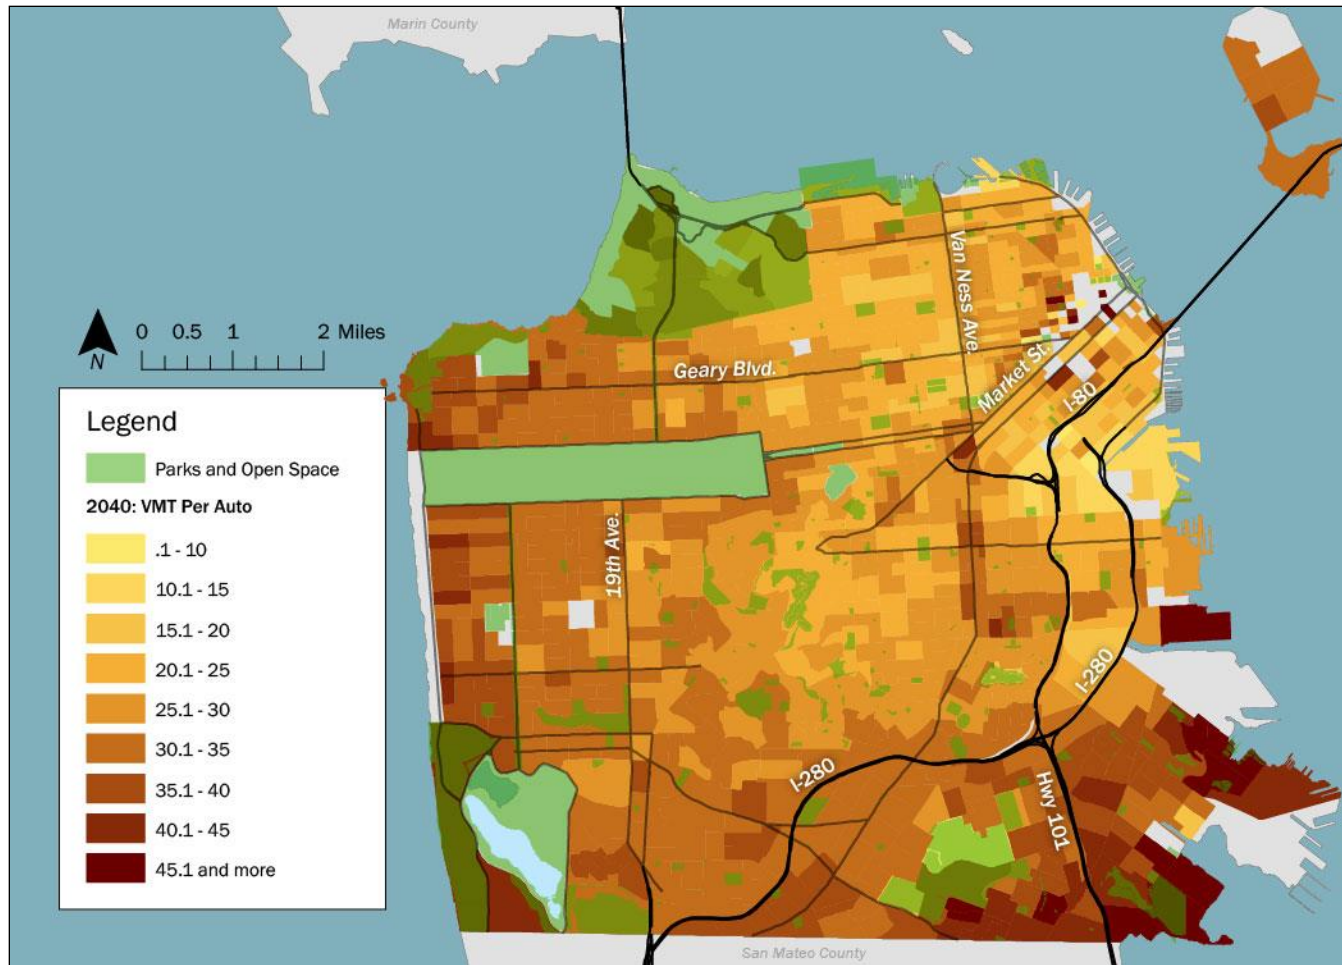 Marin County
Van Ness Ave.
0 0.5 1 2 Miles
N
Geary Blvd.
Market St.
I-80
Legend
Parks and Open Space
2040: VMT Per Auto
.1 - 10
10.1 - 15
15.1 - 20
20.1 - 25
25.1 - 30
30.1 - 35
35.1 - 40
40.1 - 45
45.1 and more
19th Ave.
I-280
I-280
Hwy 101
San Mateo County